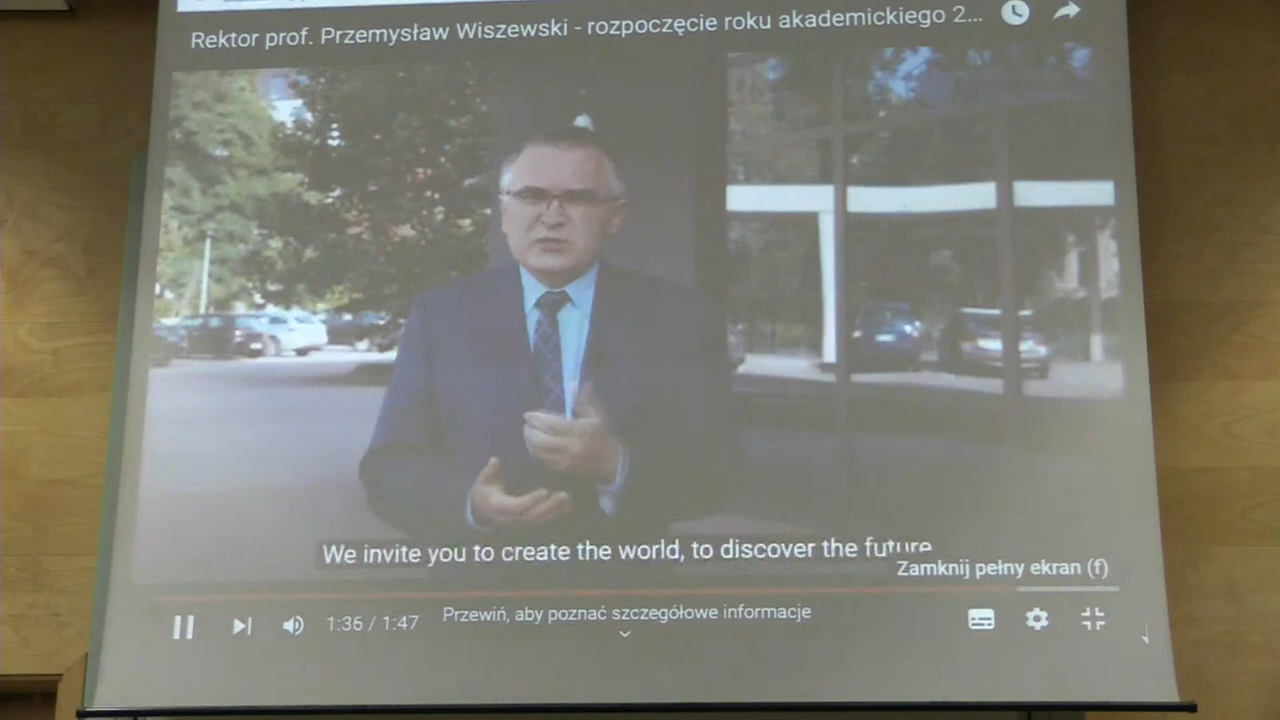 Rektor prof. Przemysław Wiszewski - rozpoczęcie roku akademickiego 2...
We invite you to create the world, to discover the future
Zamknij pełny ekran (f)
1:36 / 1:47
Przewiń, aby poznać szczegółowe informacje